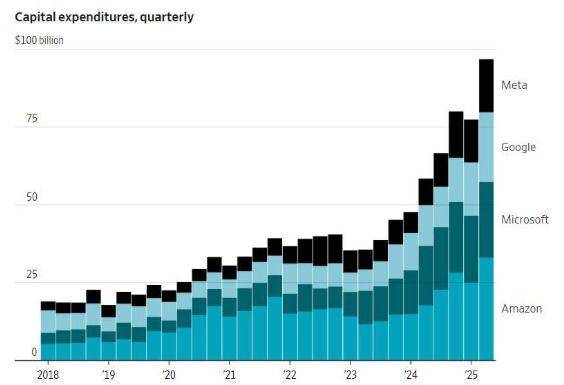 Capital expenditures, quarterly
$100 billion
Meta
75
Google
50
Microsoft
25
Amazon
0
2018 '19 '20 '21 '22 '23 '24 '25